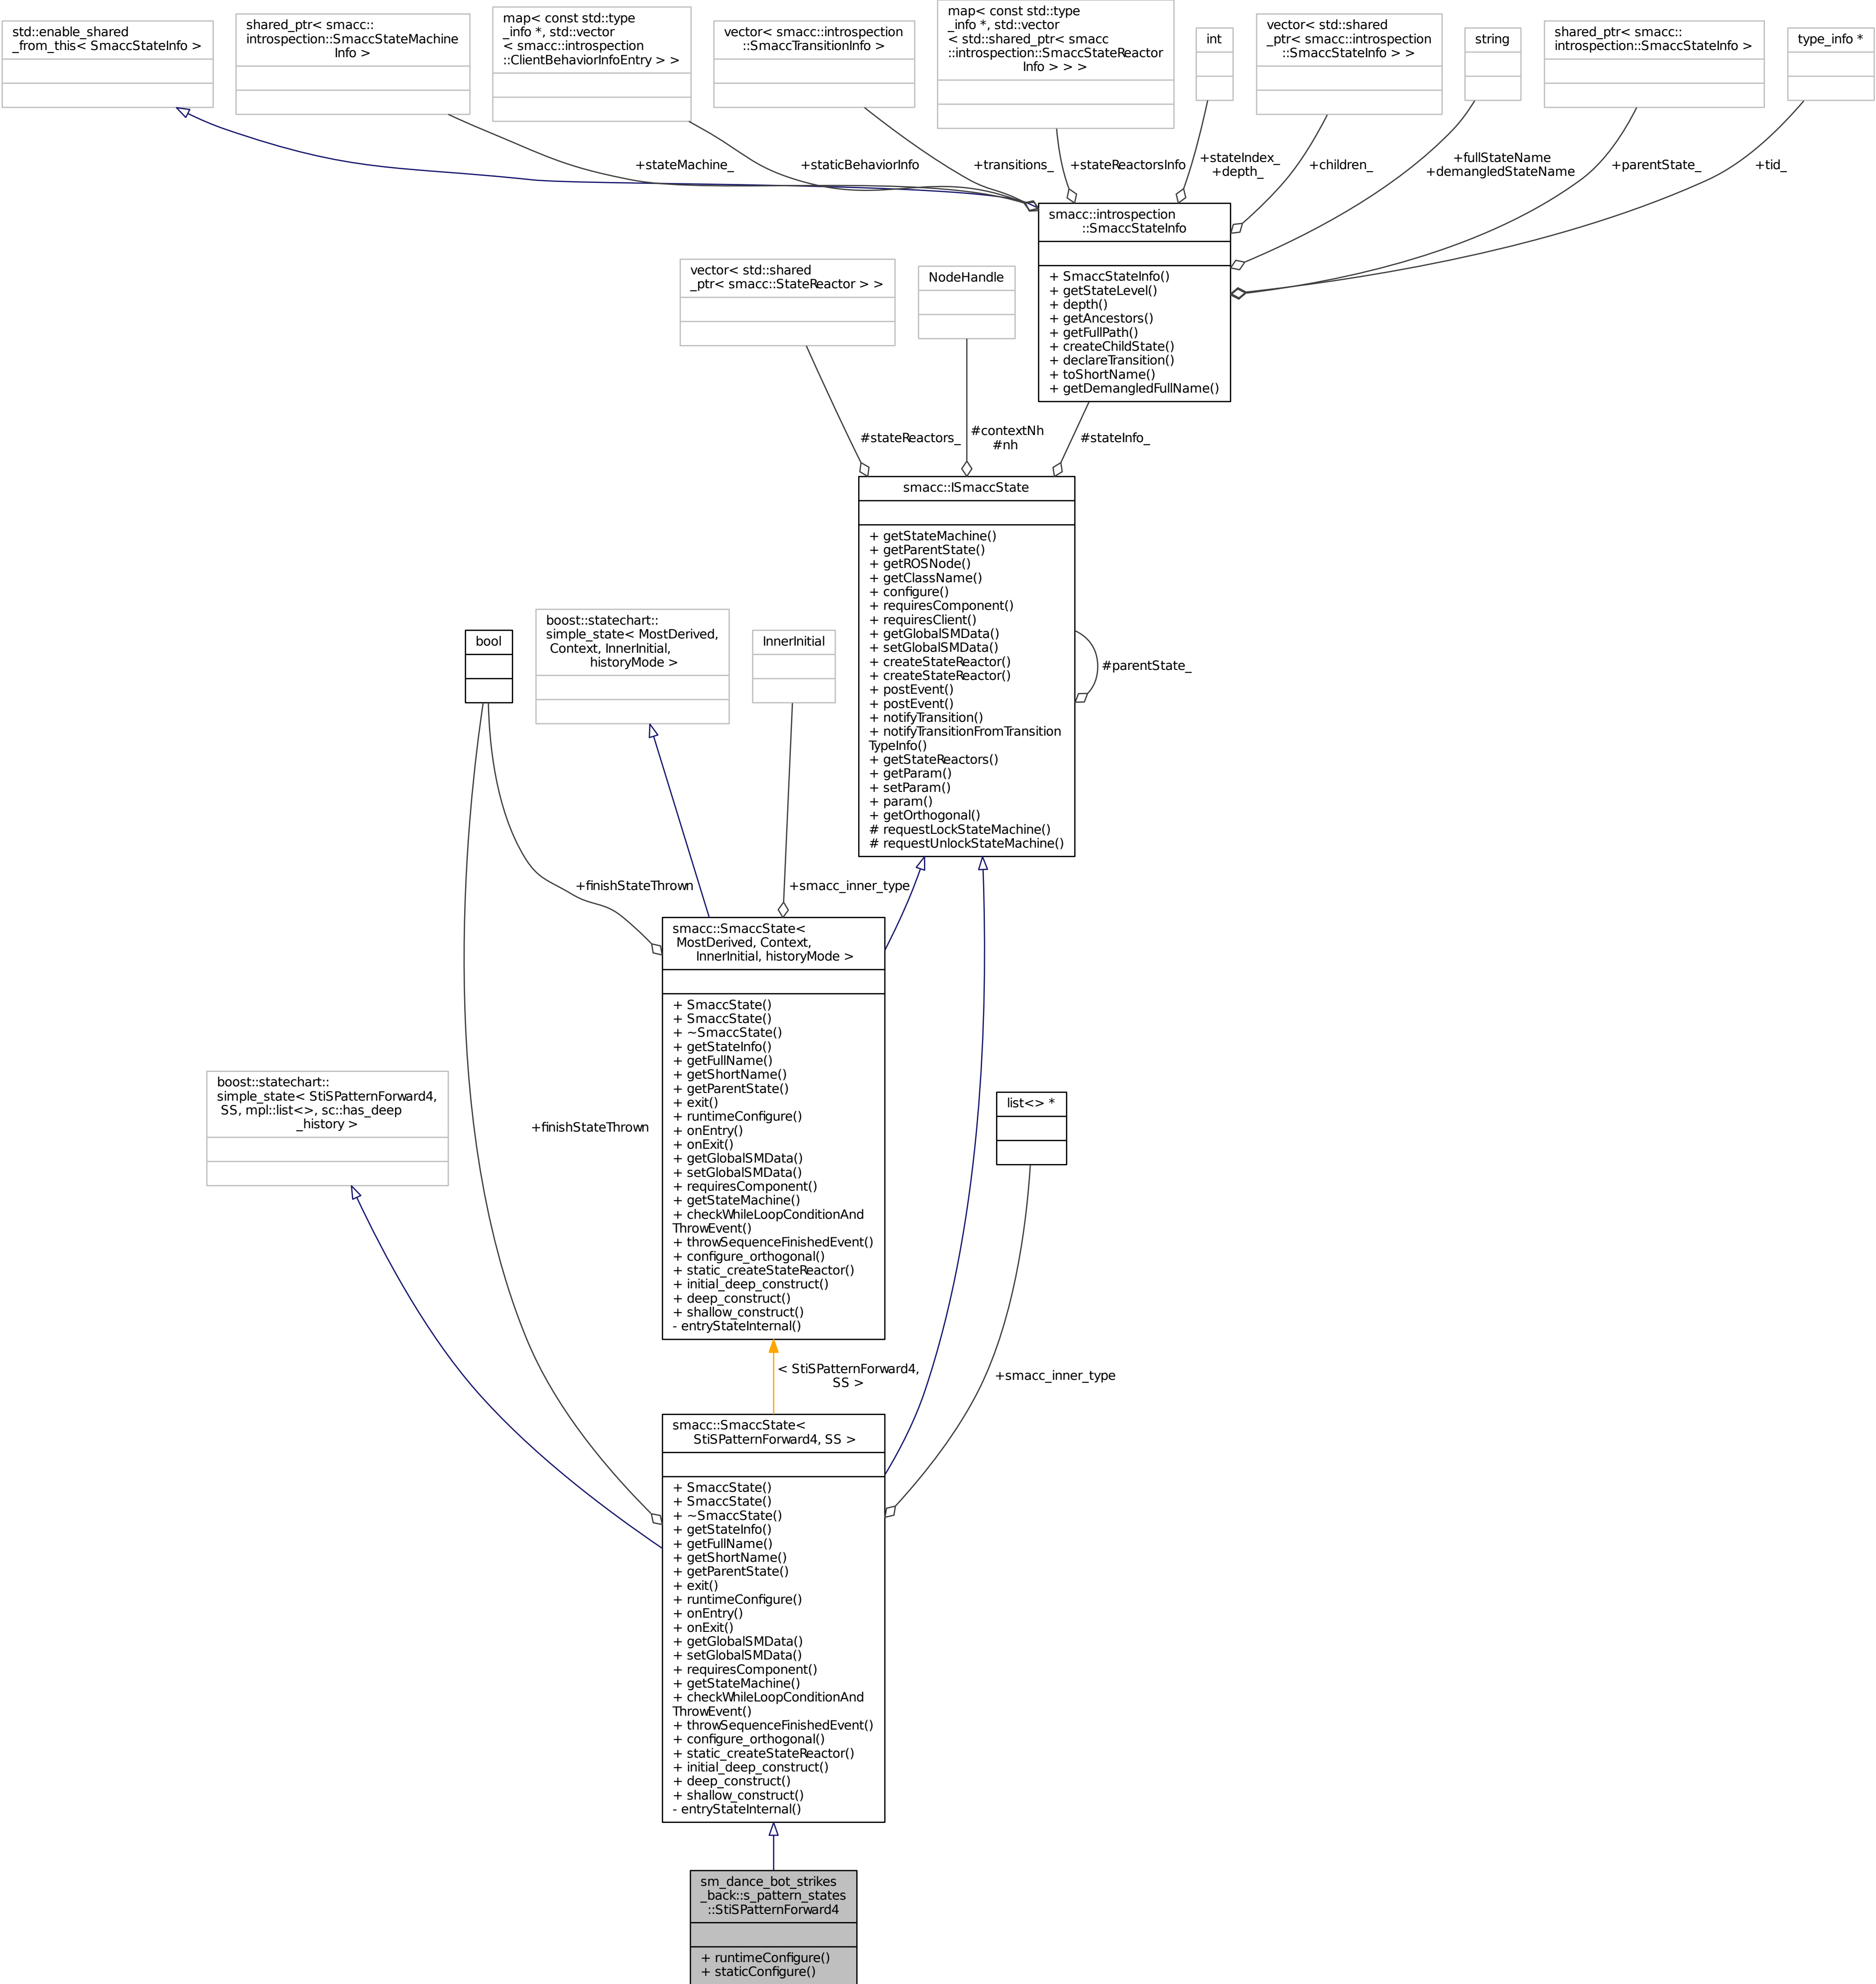 std::enable_shared
_from_this< SmaccStateInfo >
shared_ptr< smacc::
introspection::SmaccStateMachine
Info >
map< const std::type
_info *, std::vector
< smacc::introspection
::ClientBehaviorInfoEntry > >
vector< smacc::introspection
::SmaccTransitionInfo >
map< const std::type
_info *, std::vector
< std::shared_ptr< smacc
::introspection::SmaccStateReactor
Info > > >
int
vector< std::shared
_ptr< smacc::introspection
::SmaccStateInfo > >
string
shared_ptr< smacc::
introspection::SmaccStateInfo >
type_info *
+stateMachine_
+staticBehaviorInfo
+transitions_
+stateReactorsInfo
+stateIndex_
+depth_
+children_
+fullStateName
+demangledStateName
+parentState_
+tid_
smacc::introspection
::SmaccStateInfo
+ SmaccStateInfo()
+ getStateLevel()
+ depth()
+ getAncestors()
+ getFullPath()
+ createChildState()
+ declareTransition()
+ toShortName()
+ getDemangledFullName()
vector< std::shared
_ptr< smacc::StateReactor > >
NodeHandle
#stateReactors_
#contextNh
#nh
#stateInfo_
smacc::ISmaccState
+ getStateMachine()
+ getParentState()
+ getROSNode()
+ getClassName()
+ configure()
+ requiresComponent()
+ requiresClient()
+ getGlobalSMData()
+ setGlobalSMData()
+ createStateReactor()
+ createStateReactor()
+ postEvent()
+ postEvent()
+ notifyTransition()
+ notifyTransitionFromTransition
TypeInfo()
+ getStateReactors()
+ getParam()
+ setParam()
+ param()
+ getOrthogonal()
# requestLockStateMachine()
# requestUnlockStateMachine()
#parentState_
bool
boost::statechart::
simple_state< MostDerived,
Context, InnerInitial,
historyMode >
InnerInitial
+finishStateThrown
+smacc_inner_type
smacc::SmaccState<
MostDerived, Context,
InnerInitial, historyMode >
+ SmaccState()
+ SmaccState()
+ ~SmaccState()
+ getStateInfo()
+ getFullName()
+ getShortName()
+ getParentState()
+ exit()
+ runtimeConfigure()
+ onEntry()
+ onExit()
+ getGlobalSMData()
+ setGlobalSMData()
+ requiresComponent()
+ getStateMachine()
+ checkWhileLoopConditionAnd
ThrowEvent()
+ throwSequenceFinishedEvent()
+ configure_orthogonal()
+ static_createStateReactor()
+ initial_deep_construct()
+ deep_construct()
+ shallow_construct()
- entryStateInternal()
boost::statechart::
simple_state< StiSPatternForward4,
SS, mpl::list<>, sc::has_deep
_history >
+finishStateThrown
list<> *
< StiSPatternForward4,
SS >
+smacc_inner_type
smacc::SmaccState<
StiSPatternForward4, SS >
+ SmaccState()
+ SmaccState()
+ ~SmaccState()
+ getStateInfo()
+ getFullName()
+ getShortName()
+ getParentState()
+ exit()
+ runtimeConfigure()
+ onEntry()
+ onExit()
+ getGlobalSMData()
+ setGlobalSMData()
+ requiresComponent()
+ getStateMachine()
+ checkWhileLoopConditionAnd
ThrowEvent()
+ throwSequenceFinishedEvent()
+ configure_orthogonal()
+ static_createStateReactor()
+ initial_deep_construct()
+ deep_construct()
+ shallow_construct()
- entryStateInternal()
sm_dance_bot_strikes
_back::s_pattern_states
::StiSPatternForward4
+ runtimeConfigure()
+ staticConfigure()